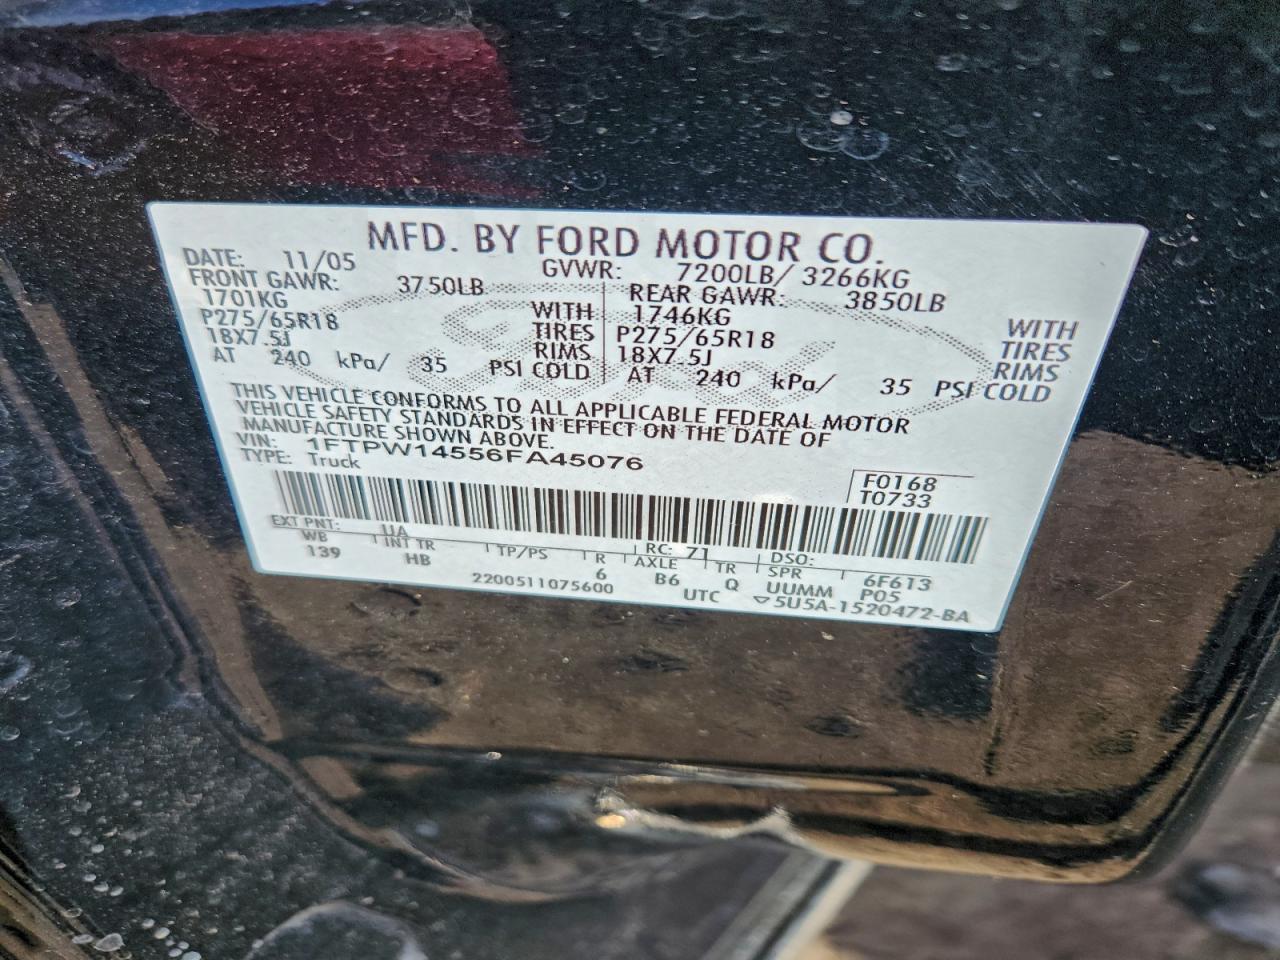 MFD. BY FORD MOTOR CO.
DATE: 11/05 GVWR: 7200LB/ 3266KG
FRONT GAWR: 3750LB REAR GAWR: 3850LB
1701KG WITH 1746KG WITH
P275/65R18 TIRES P275/65R18 TIRES
18X7.5J RIMS 18X7.5J RIMS
AT 240 kPa/ 35 PSI COLD AT 240 kPa/ 35 PSI COLD
THIS VEHICLE CONFORMS TO ALL APPLICABLE FEDERAL MOTOR
VEHICLE SAFETY STANDARDS IN EFFECT ON THE DATE OF
MANUFACTURE SHOWN ABOVE.
VIN: 1FTPW14556FA45076
TYPE: Truck
F0168
T0733
EXT PNT: UA RC: 71 DSO:
WB INT TR TP/PS R AXLE TR SPR 6F613
139 HB 6 B6 Q UUMM P05
2200511075600 UTC ▽5U5A-1520472-BA